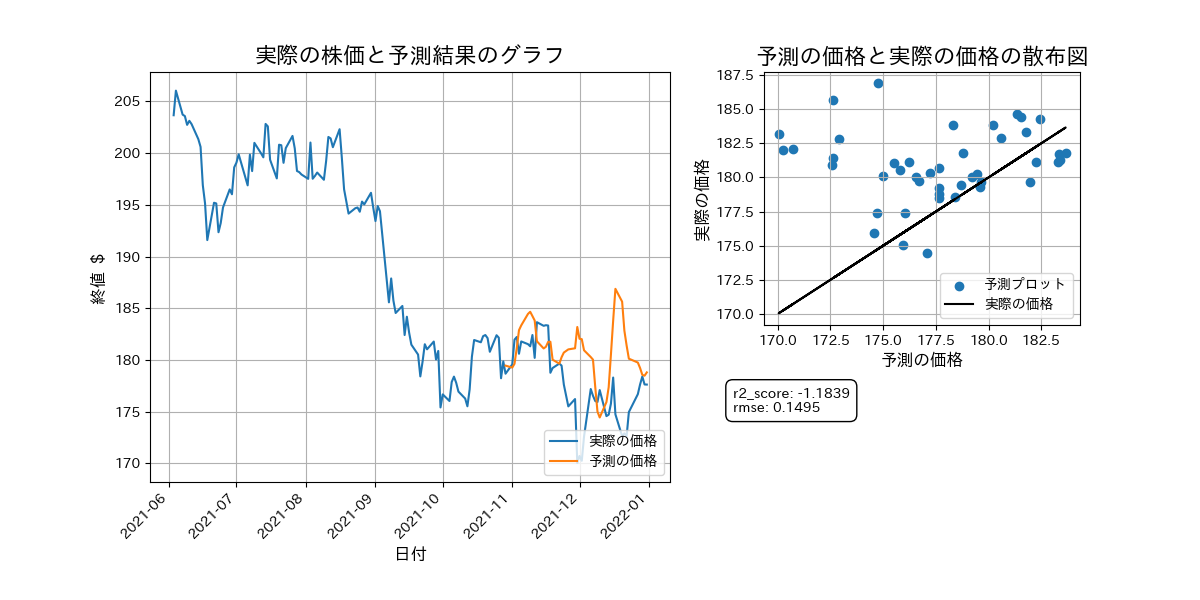 実際の株価と予測結果のグラフ
終値 $
205
200
195
190
185
180
175
170
2021-06
2021-07
2021-08
2021-09
2021-10
2021-11
2021-12
2022-01
日付
実際の価格
予測の価格
予測の価格と実際の価格の散布図
実際の価格
187.5
185.0
182.5
180.0
177.5
175.0
172.5
170.0
170.0
172.5
175.0
177.5
180.0
182.5
予測の価格
予測プロット
実際の価格
r2_score: -1.1839
rmse: 0.1495